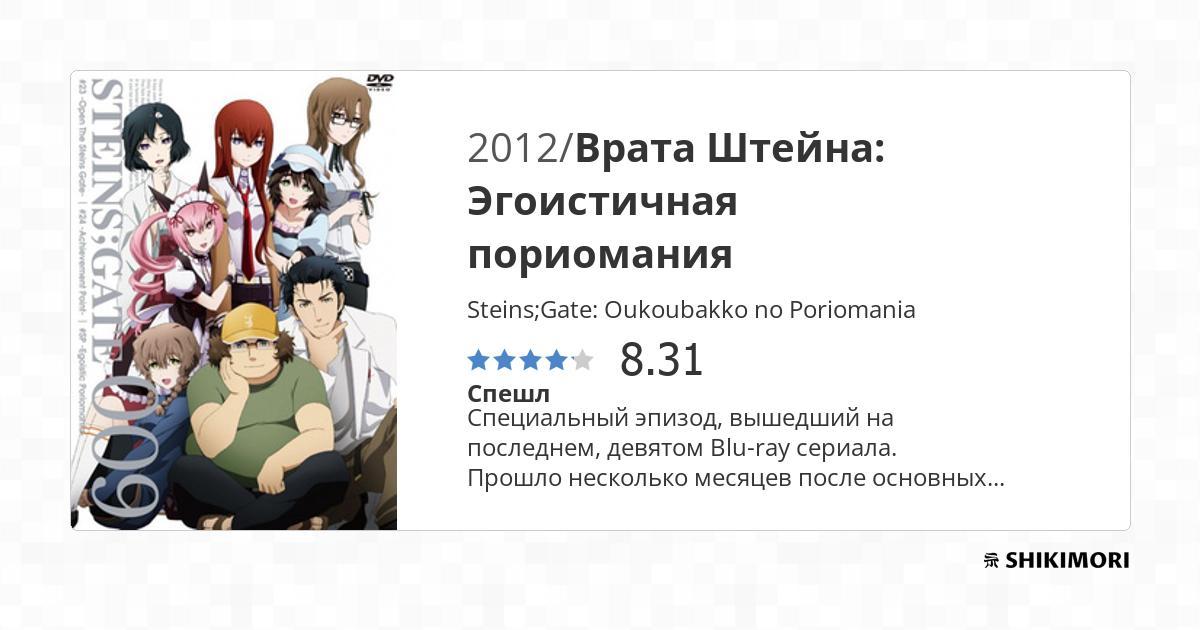 DVD
VIDEO
STEINS;GATE 009
#23 -Open The Steins Gate- | #24 -Achievement Point- | #SP -Egoistic Poriomania-
2012/Врата Штейна:
Эгоистичная
пориомания
Steins;Gate: Oukoubakko no Poriomania
8.31
Спешл
Специальный эпизод, вышедший на
последнем, девятом Blu-ray сериала.
Прошло несколько месяцев после основных...
SHIKIMORI